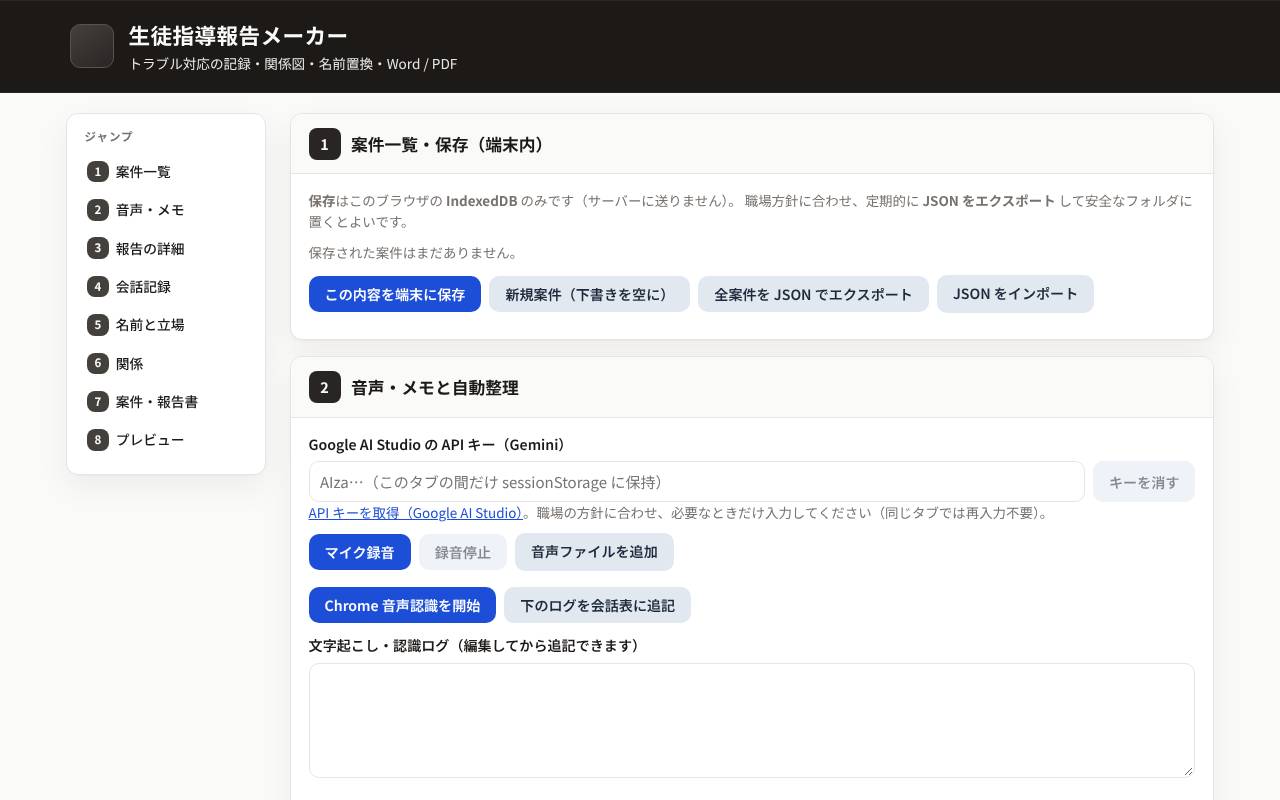 生徒指導報告メーカー
トラブル対応の記録・関係図・名前置換・Word / PDF
ジャンプ
1 案件一覧
2 音声・メモ
3 報告の詳細
4 会話記録
5 名前と立場
6 関係
7 案件・報告書
8 プレビュー
1 案件一覧・保存（端末内）
保存はこのブラウザの IndexedDB のみです（サーバーに送りません）。 職場方針に合わせ、定期的に JSON をエクスポート して安全なフォルダに
置くとよいです。
保存された案件はまだありません。
この内容を端末に保存 新規案件（下書きを空に） 全案件を JSON でエクスポート JSON をインポート
2 音声・メモと自動整理
Google AI Studio の API キー（Gemini）
AIza…（このタブの間だけ sessionStorage に保持） キーを消す
API キーを取得（Google AI Studio）。職場の方針に合わせ、必要なときだけ入力してください（同じタブでは再入力不要）。
マイク録音 録音停止 音声ファイルを追加
Chrome 音声認識を開始 下のログを会話表に追記
文字起こし・認識ログ（編集してから追記できます）